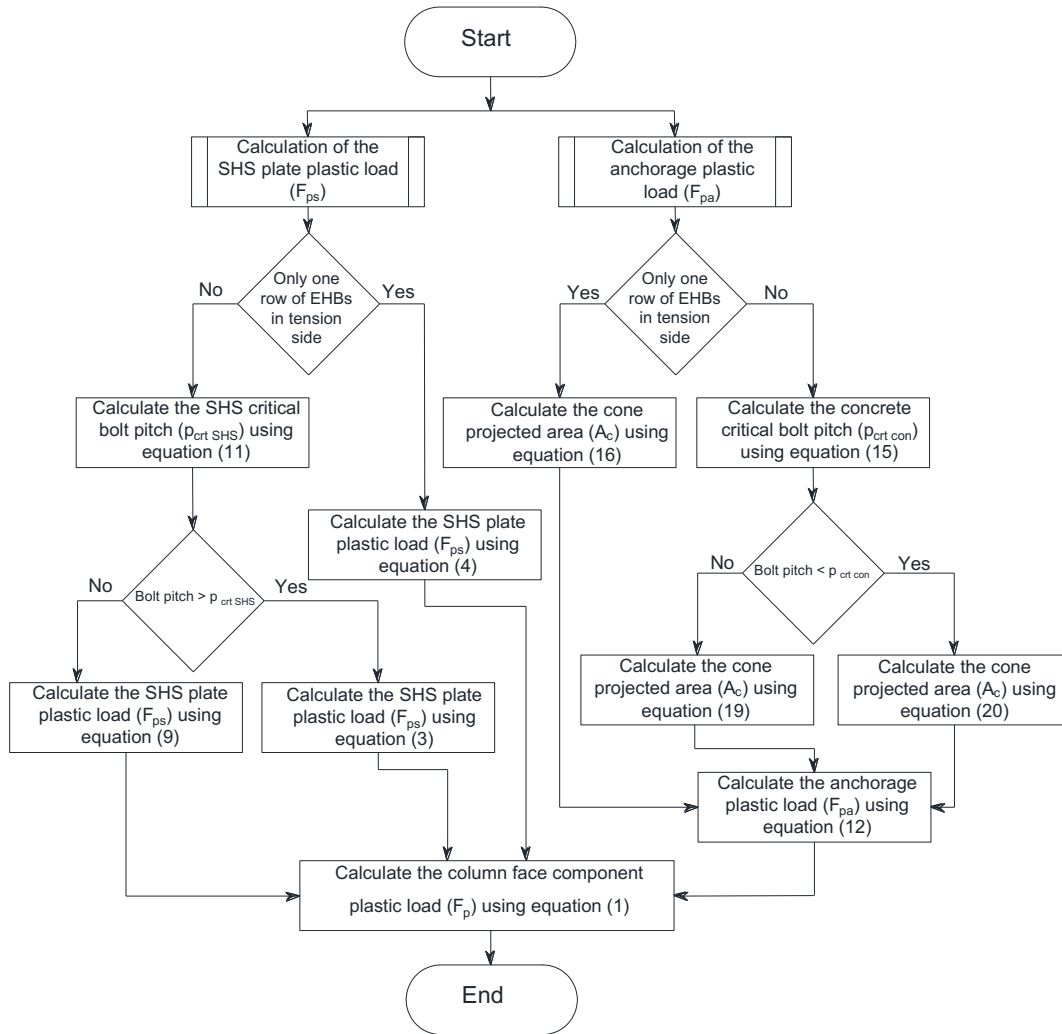 Start
Calculation of the
SHS plate plastic load
(Fps)
Calculation of the
anchorage plastic
load (Fpa)
Only one
row of EHBs
in tension
side
No
Yes
Only one
row of EHBs
in tension
side
Yes
No
Calculate the SHS critical
bolt pitch (pcrt SHS) using
equation (11)
Calculate the cone
projected area (Ac) using
equation (16)
Calculate the concrete
critical bolt pitch (pcrt con)
using equation (15)
Calculate the SHS plate
plastic load (Fps) using
equation (4)
Bolt pitch > p crt SHS
No
Yes
Bolt pitch < p crt con
No
Yes
Calculate the SHS plate
plastic load (Fps) using
equation (9)
Calculate the SHS plate
plastic load (Fps) using
equation (3)
Calculate the cone
projected area (Ac) using
equation (19)
Calculate the cone
projected area (Ac) using
equation (20)
Calculate the anchorage
plastic load (Fpa) using
equation (12)
Calculate the column face component
plastic load (Fp) using equation (1)
End